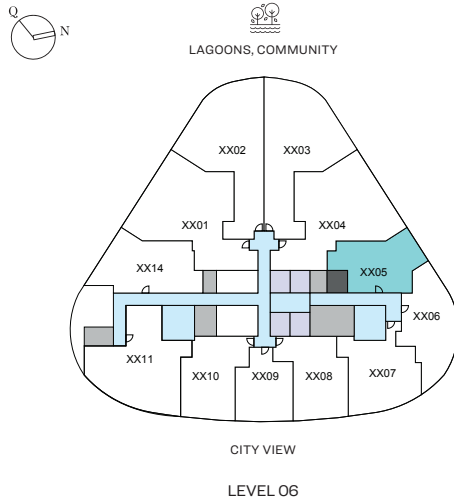 Q
N
LAGOONS, COMMUNITY
XX02
XX03
XX01
XX04
XX14
XX05
XX06
XX11
XX10
XX09
XX08
XX07
CITY VIEW
LEVEL 06